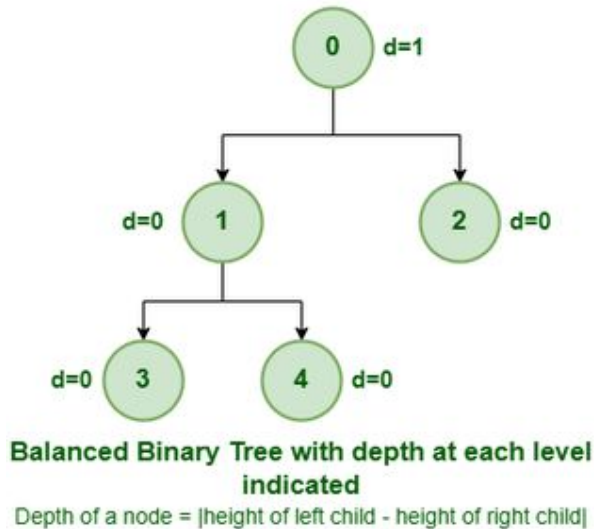 0 d=1
d=0 1 2 d=0
d=0 3 4 d=0
Balanced Binary Tree with depth at each level
indicated
Depth of a node = |height of left child - height of right child|